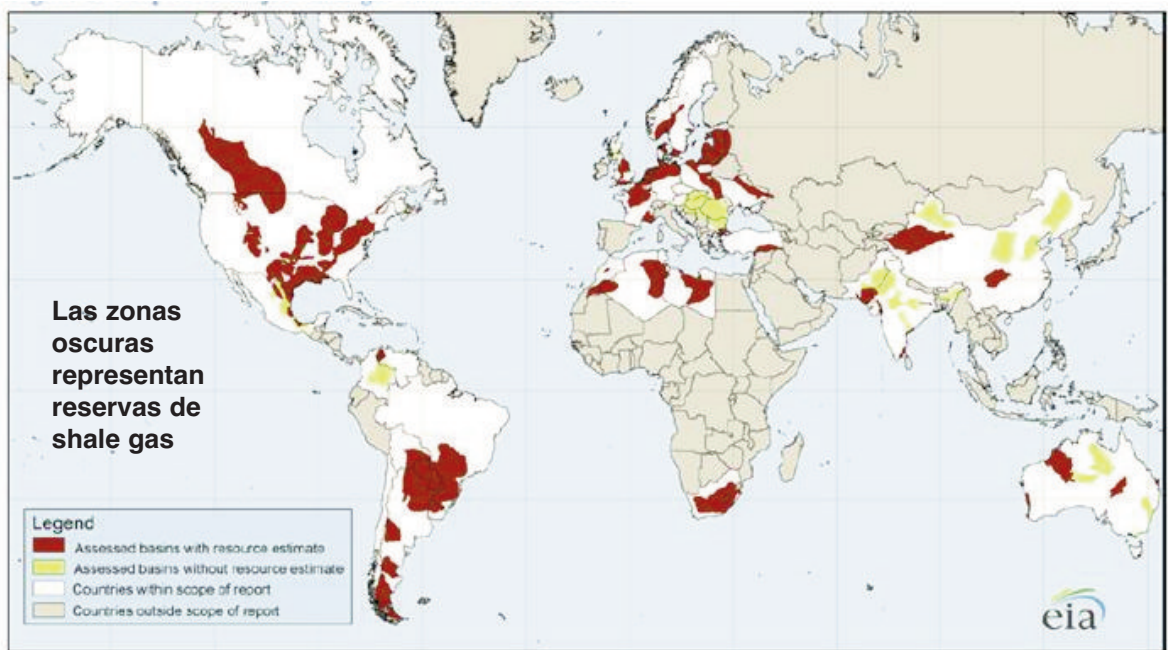 Las zonas
oscuras
representan
reservas de
shale gas
Legend
Assessed basins with resource estimate
Assessed basins without resource estimate
Countries within scope of report
Countries outside scope of report
eia